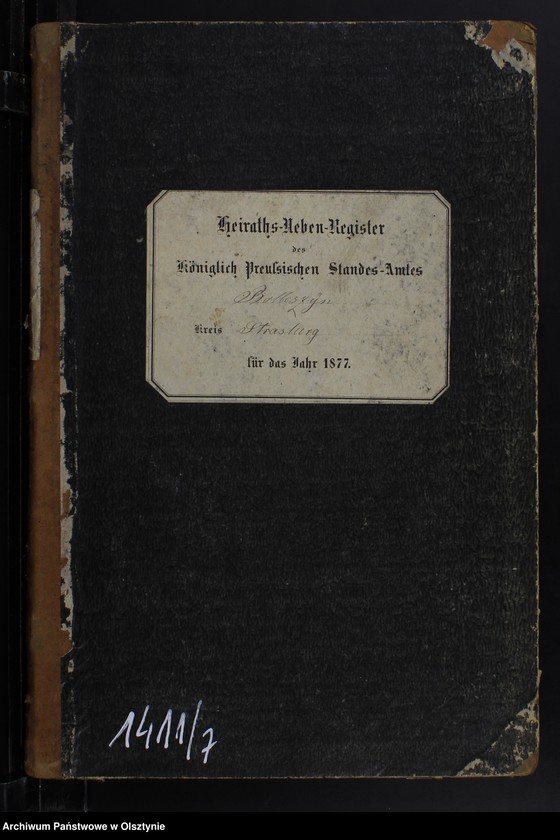 Heiraths-Neben-Register
des
Königlich Preußischen Standes-Amtes
Kreis Strasburg
für das Jahr 1877.
1411/7
Archiwum Państwowe w Olsztynie